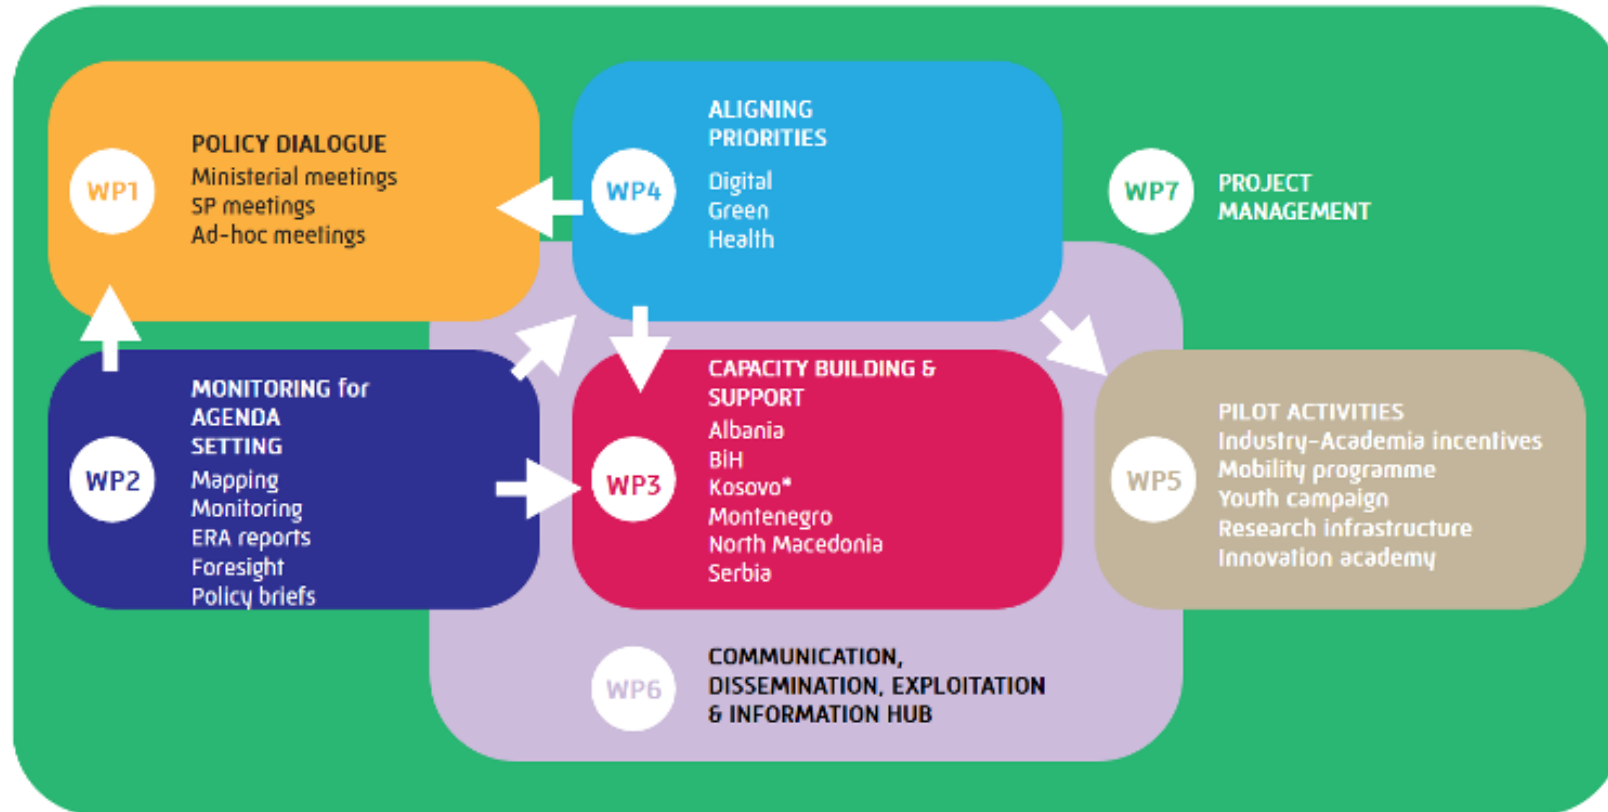 WP1
POLICY DIALOGUE
Ministerial meetings
SP meetings
Ad-hoc meetings
WP4
ALIGNING
PRIORITIES
Digital
Green
Health
WP7
PROJECT
MANAGEMENT
WP2
MONITORING for
AGENDA
SETTING
Mapping
Monitoring
ERA reports
Foresight
Policy briefs
WP3
CAPACITY BUILDING &
SUPPORT
Albania
BiH
Kosovo*
Montenegro
North Macedonia
Serbia
WP5
PILOT ACTIVITIES
Industry-Academia incentives
Mobility programme
Youth campaign
Research infrastructure
Innovation academy
WP6
COMMUNICATION,
DISSEMINATION, EXPLOITATION
& INFORMATION HUB